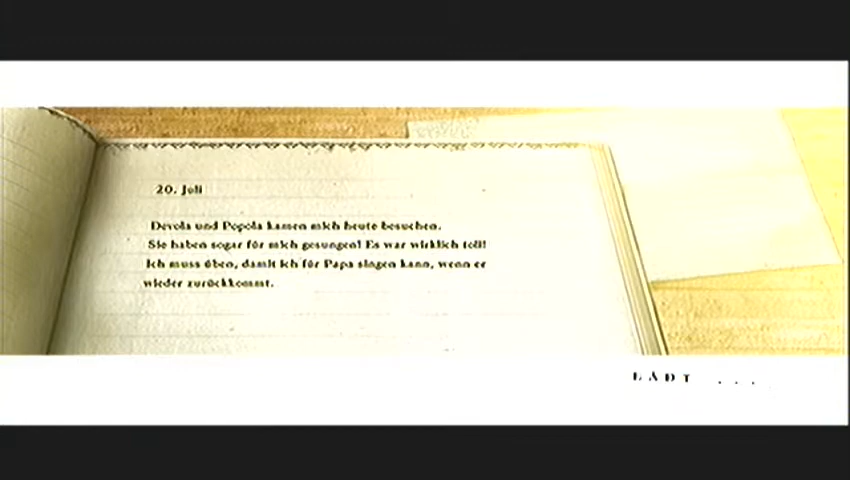 20. Juli
Devola und Popola kamen mich heute besuchen.
Sie haben sogar für mich gesungen! Es war wirklich toll!
Ich muss üben, damit ich für Papa singen kann, wenn er
wieder zurückkommt.
LÄDT ...